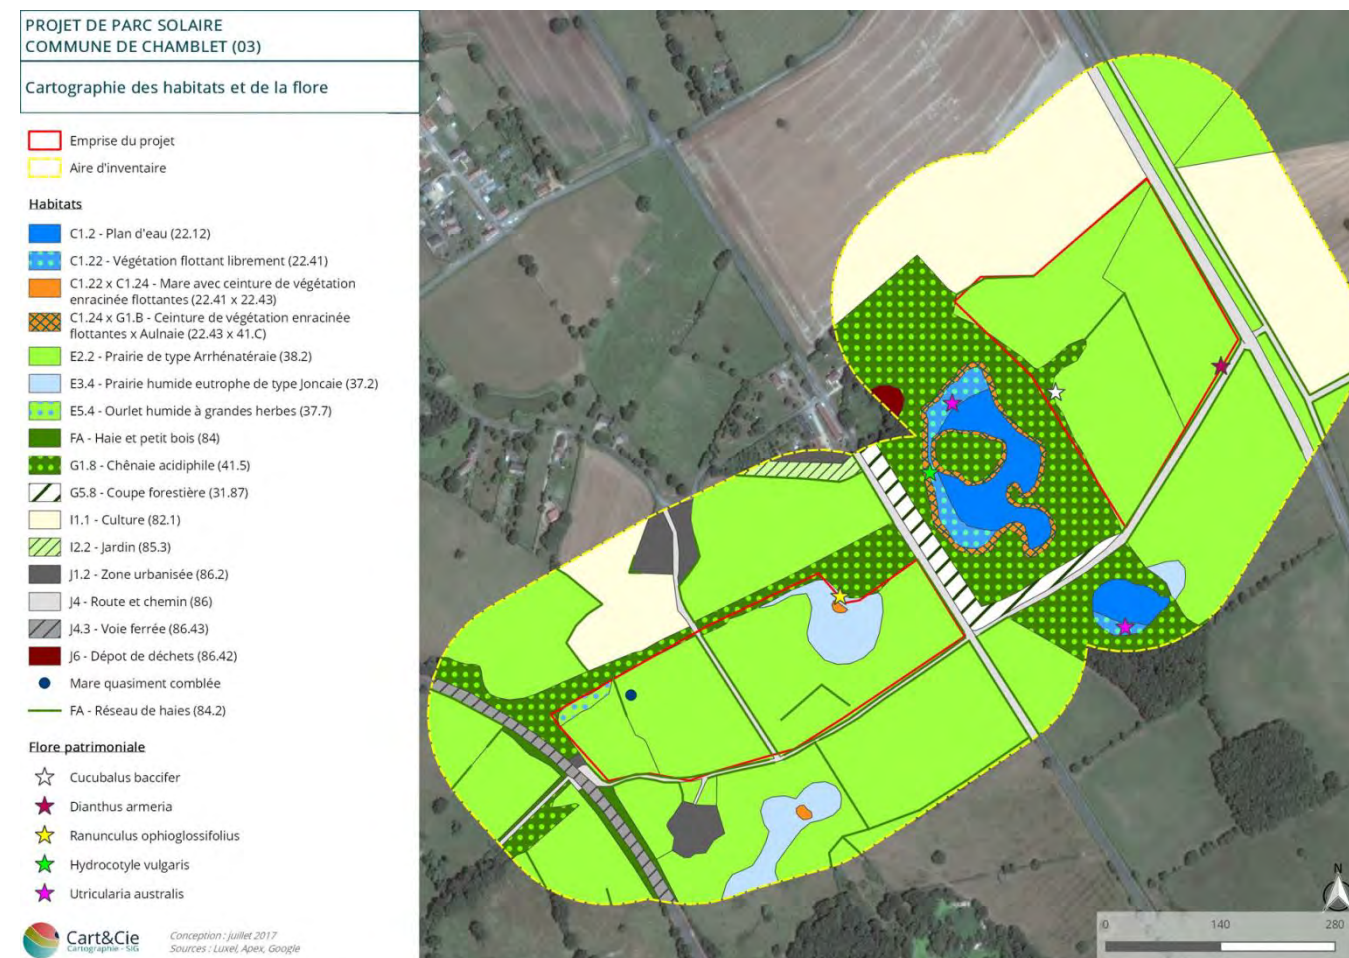 PROJET DE PARC SOLAIRE
COMMUNE DE CHAMBLET (03)
Cartographie des habitats et de la flore
Emprise du projet
Aire d'inventaire
Habitats
C1.2 - Plan d'eau (22.12)
C1.22 - Végétation flottant librement (22.41)
C1.22 x C1.24 - Mare avec ceinture de végétation
enracinée flottantes (22.41 x 22.43)
C1.24 x G1.B - Ceinture de végétation enracinée
flottantes x Aulnaie (22.43 x 41.C)
E2.2 - Prairie de type Arrhénatéraie (38.2)
E3.4 - Prairie humide eutrophe de type Joncaie (37.2)
E5.4 - Ourlet humide à grandes herbes (37.7)
FA - Haie et petit bois (84)
G1.8 - Chênaie acidiphile (41.5)
G5.8 - Coupe forestière (31.87)
I1.1 - Culture (82.1)
I2.2 - Jardin (85.3)
J1.2 - Zone urbanisée (86.2)
J4 - Route et chemin (86)
J4.3 - Voie ferrée (86.43)
J6 - Dépot de déchets (86.42)
Mare quasiment comblée
FA - Réseau de haies (84.2)
Flore patrimoniale
Cucubalus baccifer
Dianthus armeria
Ranunculus ophioglossifolius
Hydrocotyle vulgaris
Utricularia australis
Cart&Cie
Cartographie - SIG
Conception : juillet 2017
Sources : Luxel, Apex, Google
N
0 140 280